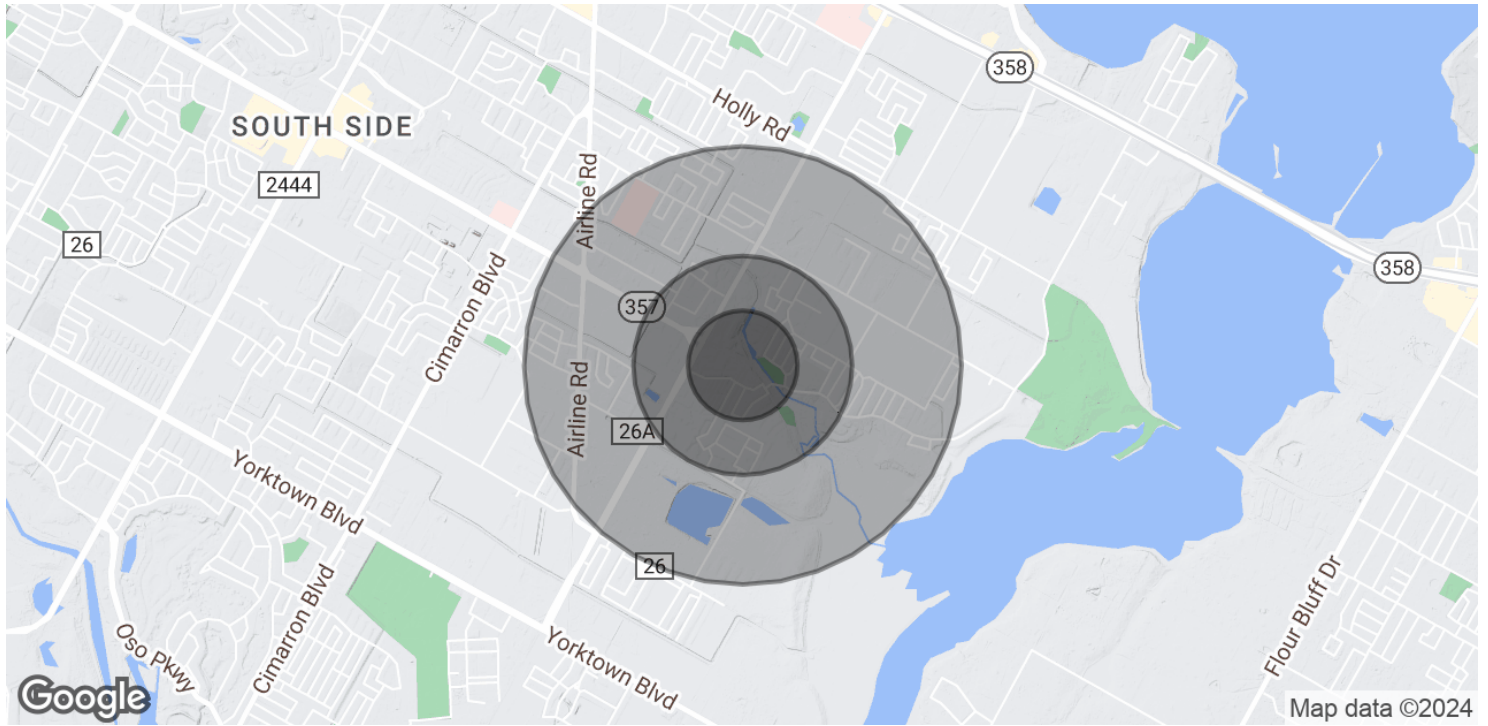 358
Holly Rd
SOUTH SIDE
2444
Airline Rd
26
358
Cimarron Blvd
357
Airline Rd
26A
Yorktown Blvd
26
Cimarron Blvd
Oso Pkwy
Yorktown Blvd
Flour Bluff Dr
Google
Map data ©2024